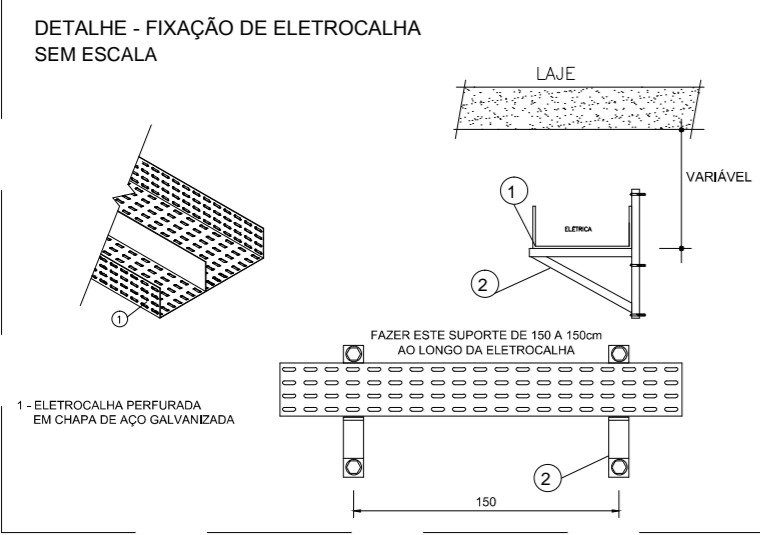 DETALHE - FIXAÇÃO DE ELETROCALHA
SEM ESCALA
LAJE
VARIÁVEL
1
ELÉTRICA
2
1
FAZER ESTE SUPORTE DE 150 A 150cm
AO LONGO DA ELETROCALHA
1 - ELETROCALHA PERFURADA
EM CHAPA DE AÇO GALVANIZADA
2
150